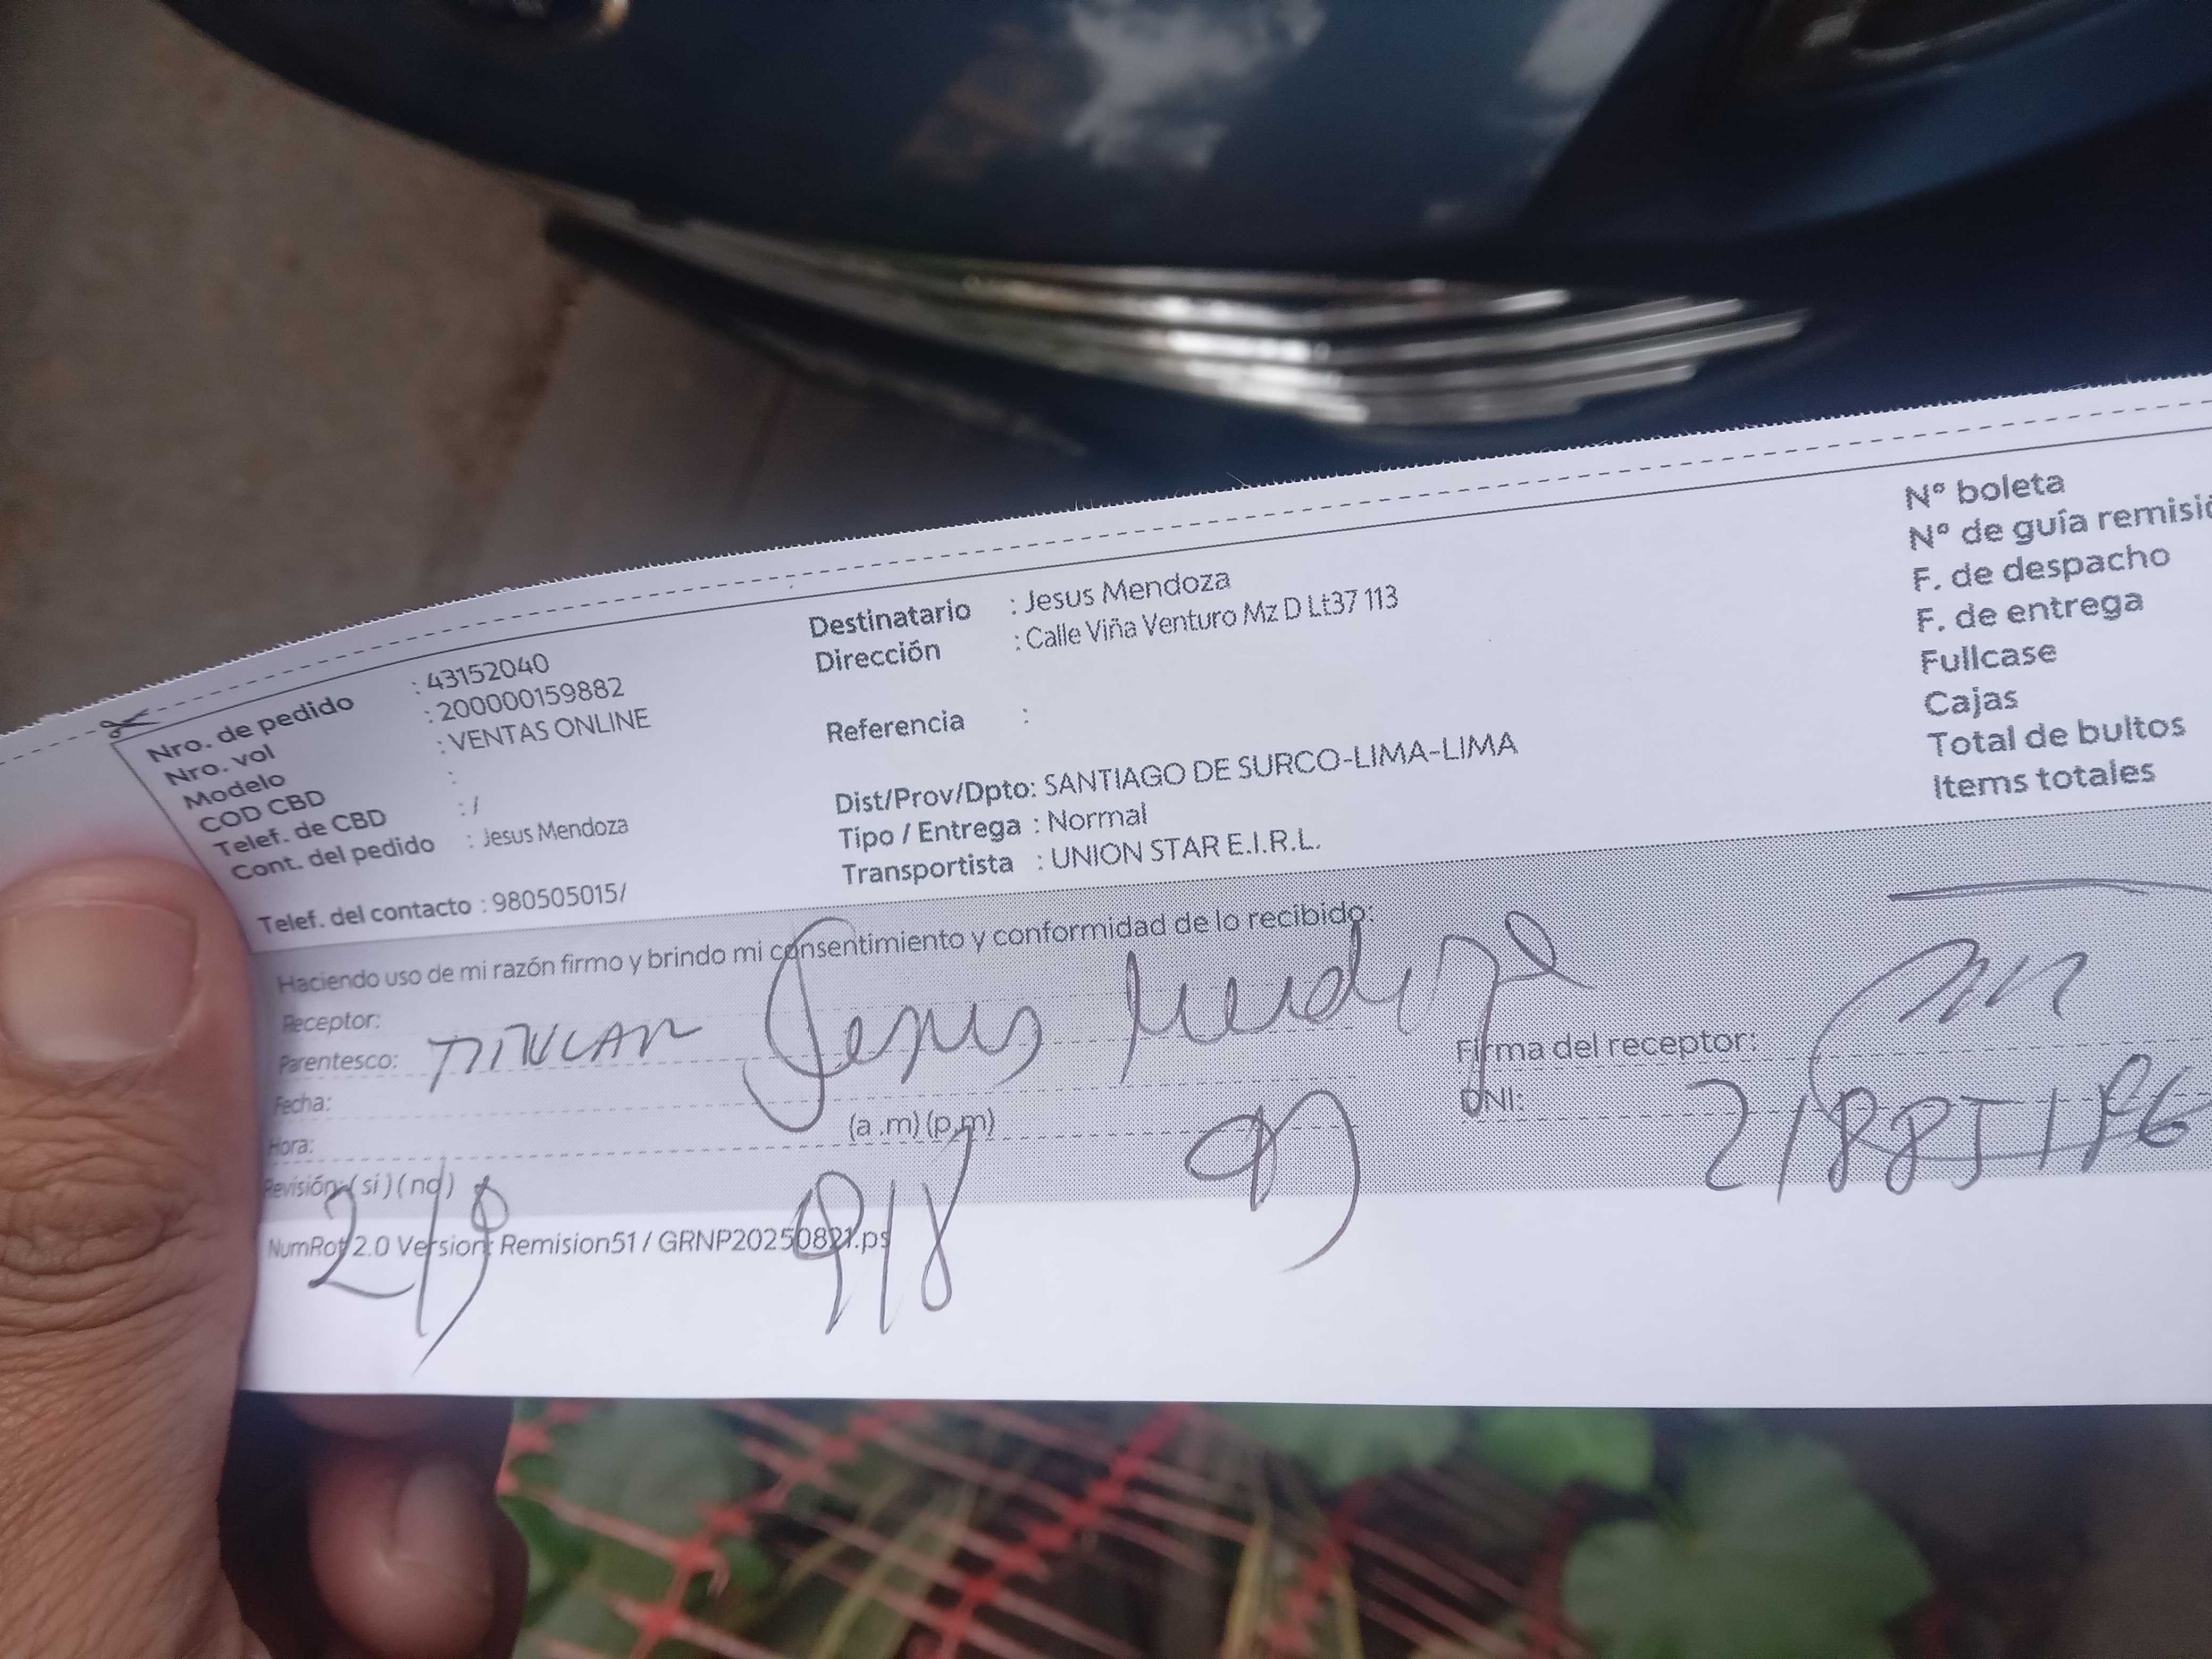 Nro. de pedido : 43152040
Nro. vol : 200000159882
Modelo : VENTAS ONLINE
COD CBD :
Telef. de CBD : /
Cont. del pedido : Jesus Mendoza
Telef. del contacto : 980505015/
Destinatario : Jesus Mendoza
Dirección : Calle Viña Venturo Mz D Lt37 113
Referencia :
Dist/Prov/Dpto: SANTIAGO DE SURCO-LIMA-LIMA
Tipo / Entrega : Normal
Transportista : UNION STAR E.I.R.L.
N° boleta
N° de guía remisió
F. de despacho
F. de entrega
Fullcase
Cajas
Total de bultos
Items totales
Haciendo uso de mi razón firmo y brindo mi consentimiento y conformidad de lo recibido:
Receptor: Jesus Mendoza
Parentesco: TITULAR
Fecha:
Hora: (a .m) (p.m)
Revisión: ( si ) ( no )
Firma del receptor:
DNI:
NumRot 2.0 Version: Remision51 / GRNP20250821.ps